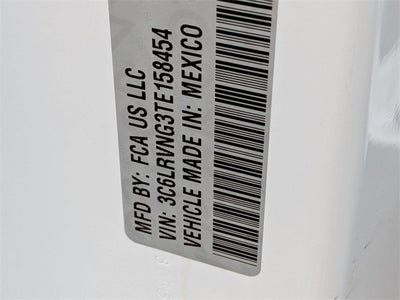 MFD BY: FCA US LLC
VIN: 3C6LRVNG3TE158454
VEHICLE MADE IN: MEXICO